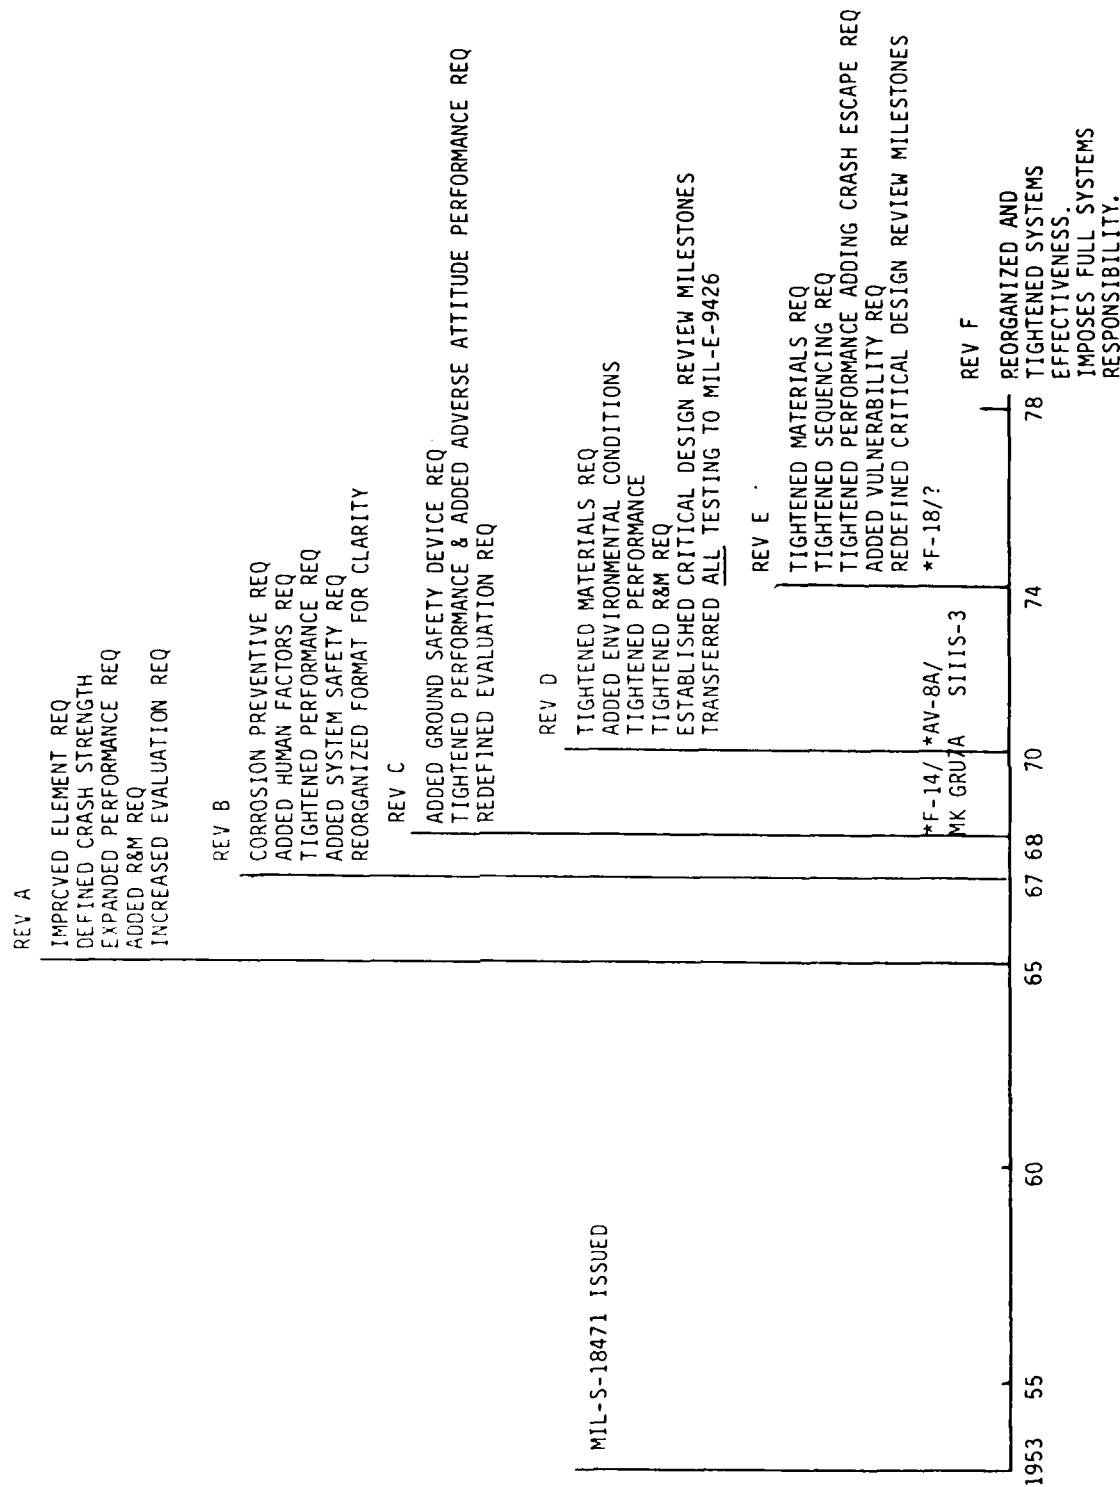 REV A
IMPRCVED ELEMENT REQ
DEFINED CRASH STRENGTH
EXPANDED PERFORMANCE REQ
ADDED R&M REQ
INCREASED EVALUATION REQ
REV B
CORROSION PREVENTIVE REQ
ADDED HUMAN FACTORS REQ
TIGHTENED PERFORMANCE REQ
ADDED SYSTEM SAFETY REQ
REORGANIZED FORMAT FOR CLARITY
REV C
ADDED GROUND SAFETY DEVICE REQ
TIGHTENED PERFORMANCE & ADDED ADVERSE ATTITUDE PERFORMANCE REQ
REDEFINED EVALUATION REQ
REV D
TIGHTENED MATERIALS REQ
ADDED ENVIRONMENTAL CONDITIONS
TIGHTENED PERFORMANCE
TIGHTENED R&M REQ
ESTABLISHED CRITICAL DESIGN REVIEW MILESTONES
TRANSFERRED ALL TESTING TO MIL-E-9426
MIL-S-18471 ISSUED
REV E
TIGHTENED MATERIALS REQ
TIGHTENED SEQUENCING REQ
TIGHTENED PERFORMANCE ADDING CRASH ESCAPE REQ
ADDED VULNERABILITY REQ
REDEFINED CRITICAL DESIGN REVIEW MILESTONES
*F-14/ *AV-8A/
MK GRU7A SIIIS-3
*F-18/?
REV F
REORGANIZED AND
TIGHTENED SYSTEMS
EFFECTIVENESS.
IMPOSES FULL SYSTEMS
RESPONSIBILITY.
1953 55 60 65 67 68 70 74 78